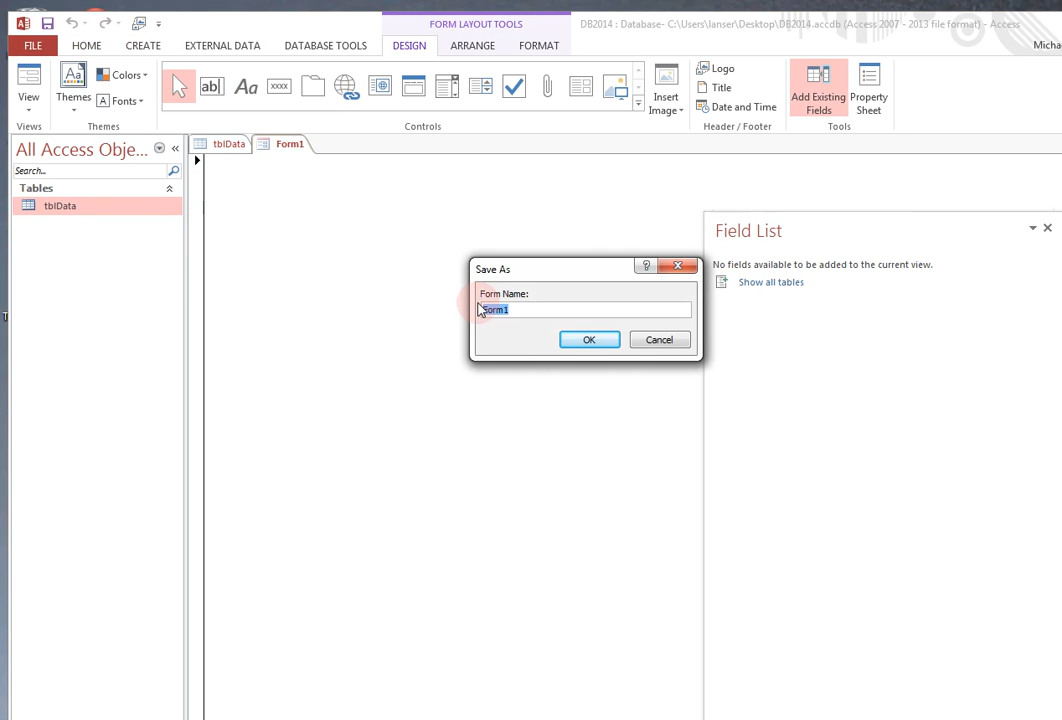 FORM LAYOUT TOOLS
DB2014 : Database- C:\Users\lanser\Desktop\DB2014.accdb (Access 2007 - 2013 file format) - Access
FILE HOME CREATE EXTERNAL DATA DATABASE TOOLS DESIGN ARRANGE FORMAT
Micha
View
Themes
Aa
Colors
A Fonts
ab|
Aa
xxxx
Insert
Image
Logo
Title
Date and Time
Add Existing
Fields
Property
Sheet
Views
Themes
Controls
Header / Footer
Tools
All Access Obje...
tblData
Form1
Search...
Tables
tblData
Field List
No fields available to be added to the current view.
Show all tables
Save As
?
Form Name:
Form1
OK
Cancel